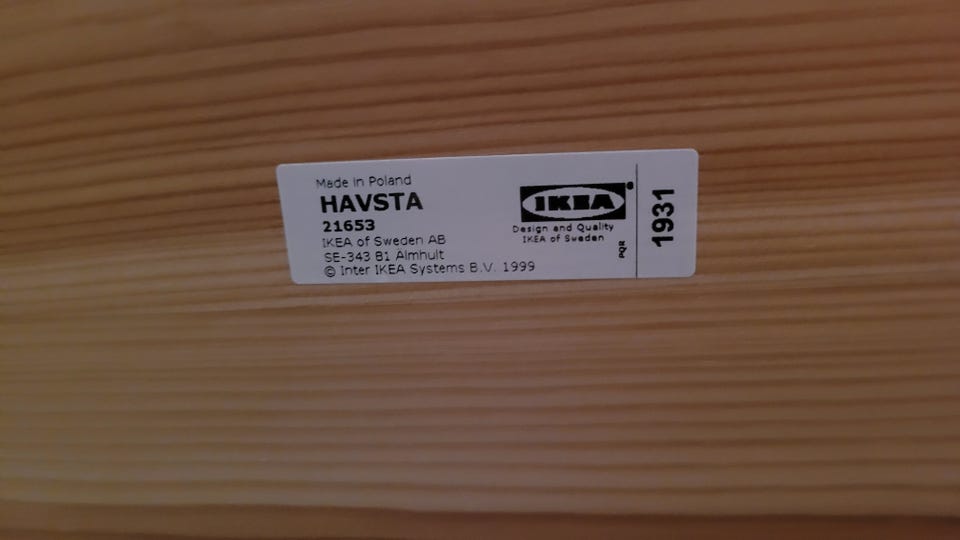 Made in Poland
HAVSTA
21653
IKEA of Sweden AB
SE-343 81 Älmhult
© Inter IKEA Systems B.V. 1999
IKEA®
Design and Quality
IKEA of Sweden
PQR
1931